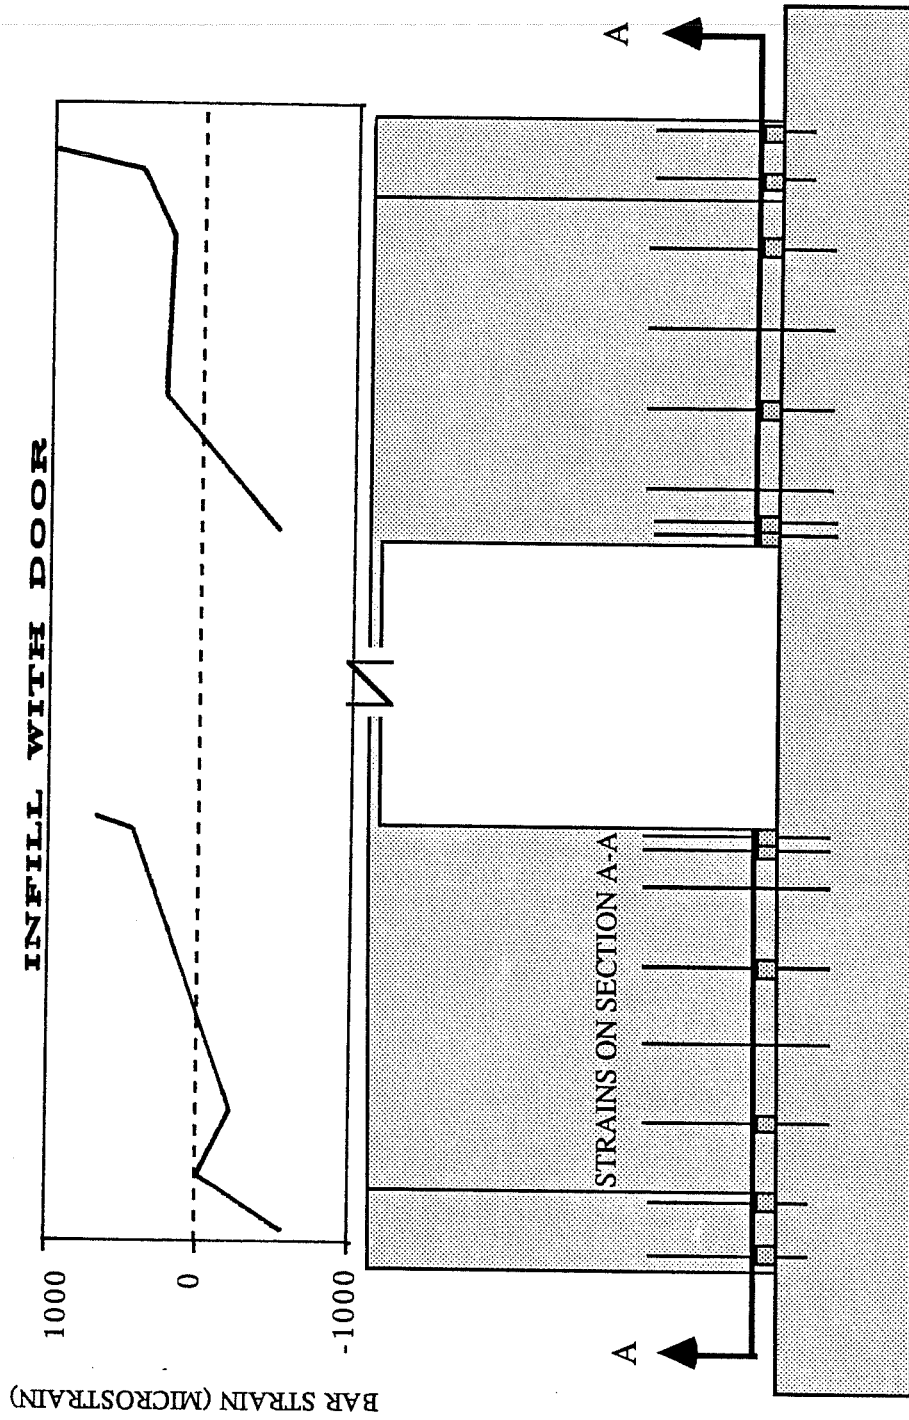 INFILL WITH DOOR
BAR STRAIN (MICROSTRAIN)
1000
0
-1000
STRAINS ON SECTION A-A
A
A